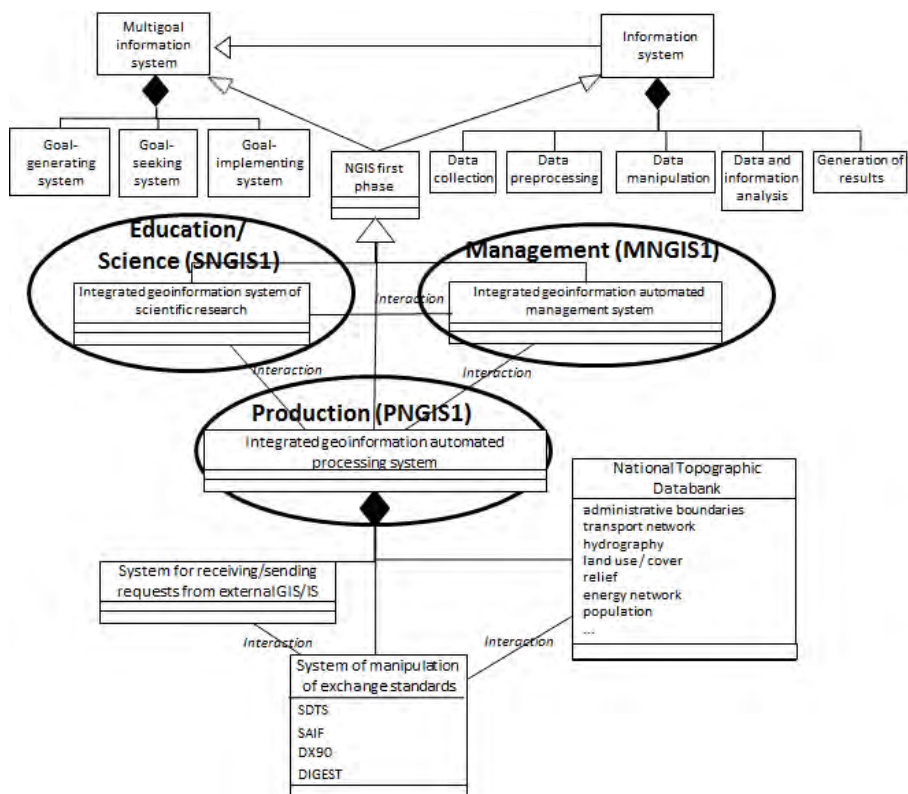 Multigoal
information
system
Information
system
Goal-
generating
system
Goal-
seeking
system
Goal-
implementing
system
NGIS first
phase
Data
collection
Data
preprocessing
Data
manipulation
Data and
information
analysis
Generation of
results
Education/
Science (SNGIS1)
Management (MNGIS1)
Integrated geoinformation system of
scientific research
Interaction
Integrated geoinformation automated
management system
Interaction
Interaction
Production (PNGIS1)
Integrated geoinformation automated
processing system
National Topographic
Databank
administrative boundaries
transport network
hydrography
land use / cover
relief
energy network
population
...
System for receiving/sending
requests from external GIS/IS
Interaction
Interaction
System of manipulation
of exchange standards
SDTS
SAIF
DX90
DIGEST